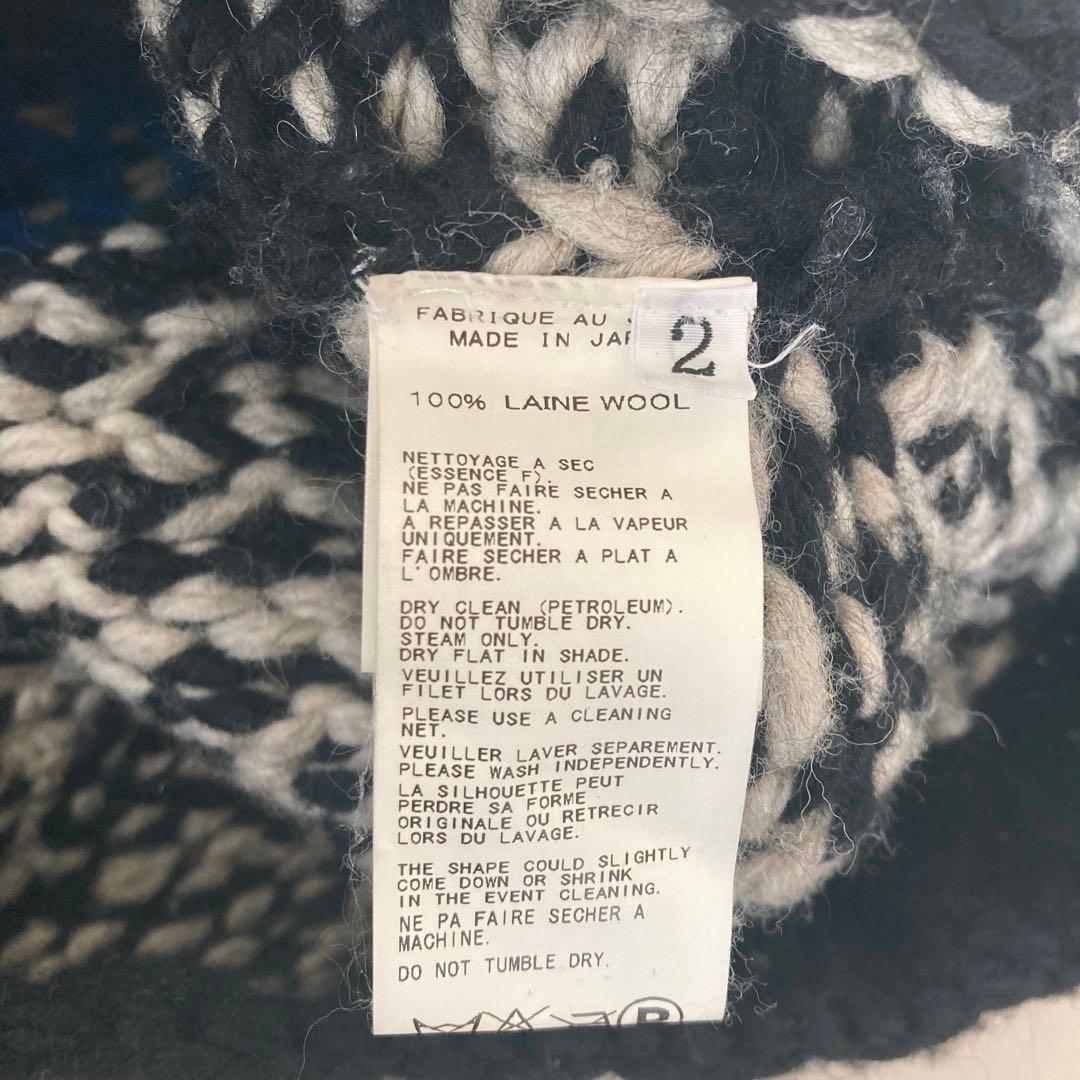 FABRIQUE AU
MADE IN
2
100% LAINE WOOL
NETTOYAGE A SEC
(ESSENCE F).
NE PAS FAIRE SECHER A
LA MACHINE.
A REPASSER A LA VAPEUR
UNIQUEMENT.
FAIRE SECHER A PLAT A
L'OMBRE.
DRY CLEAN (PETROLEUM).
DO NOT TUMBLE DRY.
STEAM ONLY.
DRY FLAT IN SHADE.
VEUILLEZ UTILISER UN
FILET LORS DU LAVAGE.
PLEASE USE A CLEANING
NET.
VEUILLER LAVER SEPAREMENT.
PLEASE WASH INDEPENDENTLY.
LA SILHOUETTE PEUT
PERDRE SA FORME
ORIGINALE OU RETRECIR
LORS DU LAVAGE.
THE SHAPE COULD SLIGHTLY
COME DOWN OR SHRINK
IN THE EVENT CLEANING.
NE PA FAIRE SECHER A
MACHINE.
DO NOT TUMBLE DRY.